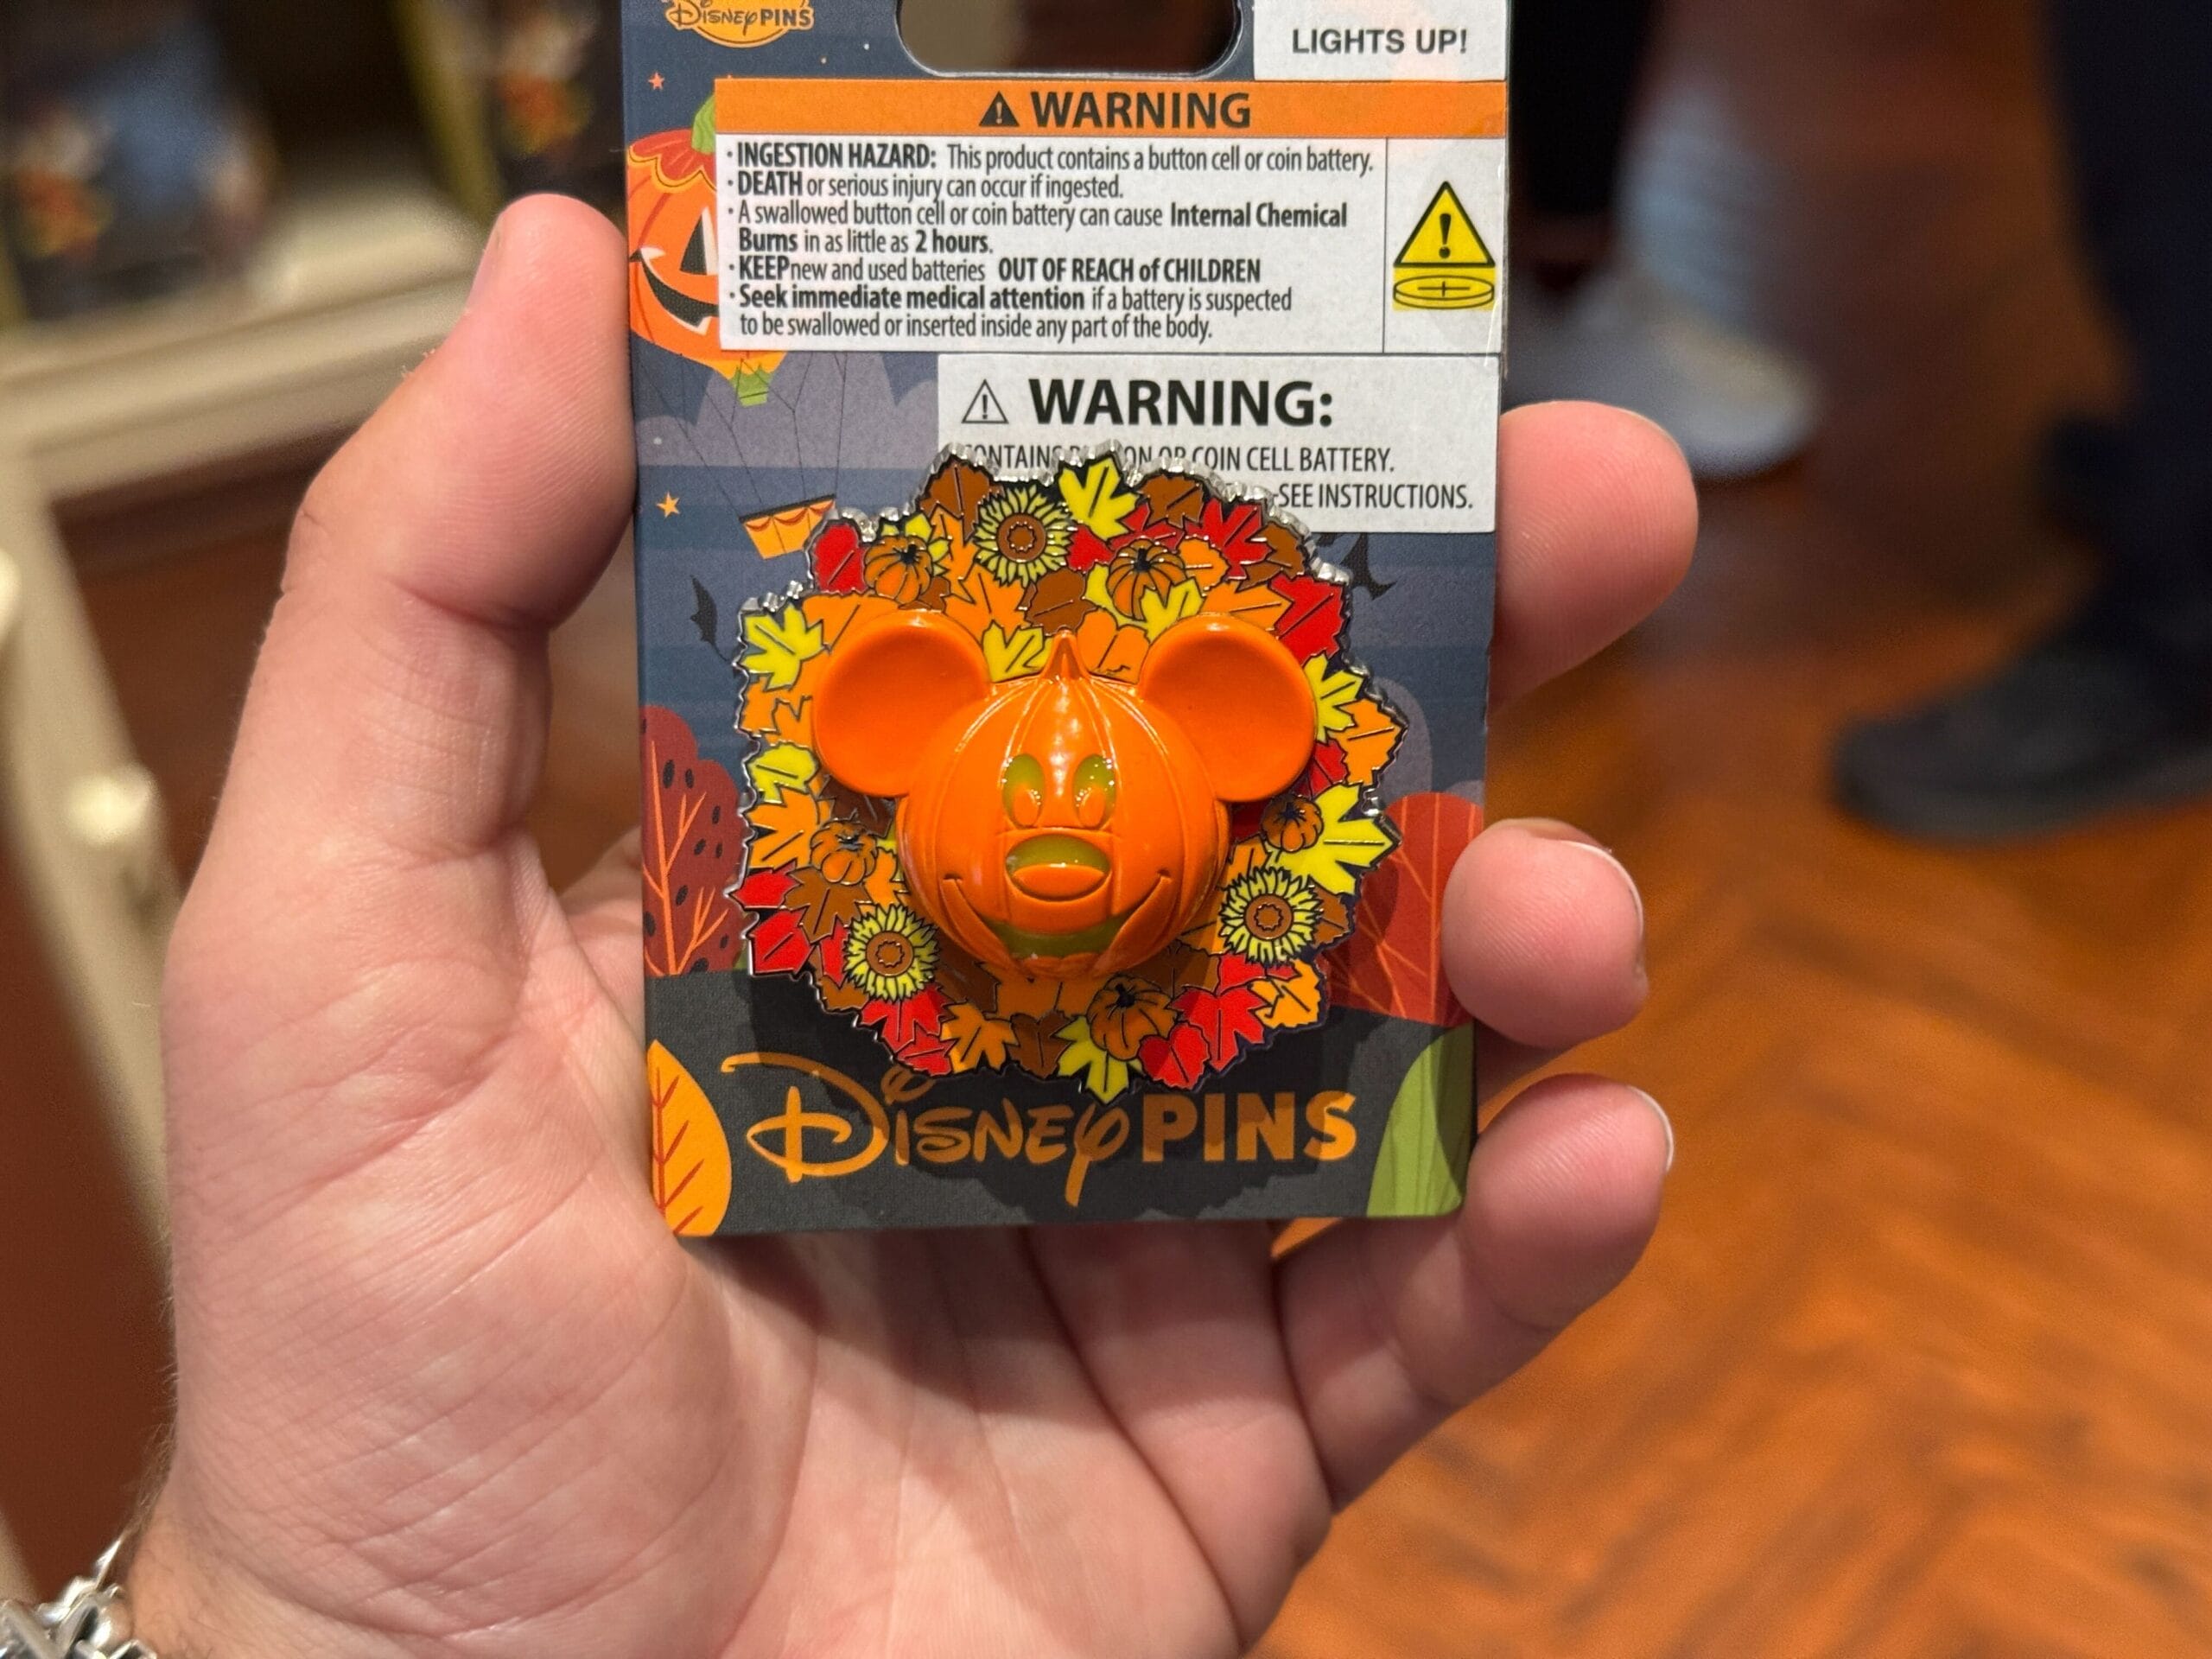 DISNEY PINS
LIGHTS UP!
⚠ WARNING
· INGESTION HAZARD: This product contains a button cell or coin battery.
· DEATH or serious injury can occur if ingested.
· A swallowed button cell or coin battery can cause Internal Chemical
Burns in as little as 2 hours.
· KEEP new and used batteries OUT OF REACH of CHILDREN
· Seek immediate medical attention if a battery is suspected
to be swallowed or inserted inside any part of the body.
⚠ WARNING:
OR COIN CELL BATTERY.
SEE INSTRUCTIONS.
DISNEY PINS